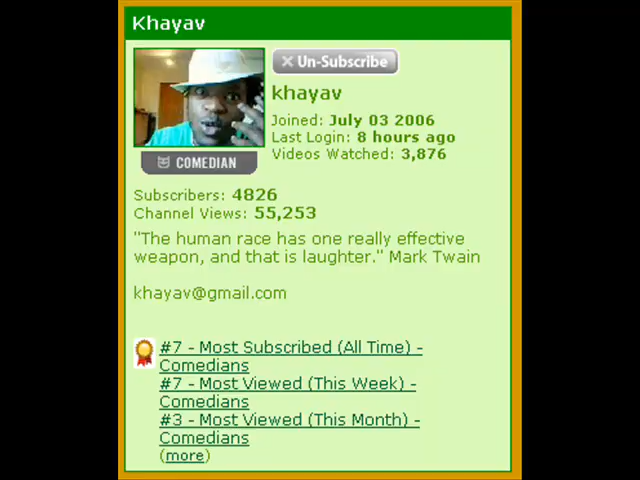 Khayav
Un-Subscribe
khayav
Joined: July 03 2006
Last Login: 8 hours ago
Videos Watched: 3,876
COMEDIAN
Subscribers: 4826
Channel Views: 55,253
"The human race has one really effective
weapon, and that is laughter." Mark Twain
khayav@gmail.com
#7 - Most Subscribed (All Time) -
Comedians
#7 - Most Viewed (This Week) -
Comedians
#3 - Most Viewed (This Month) -
Comedians
(more)